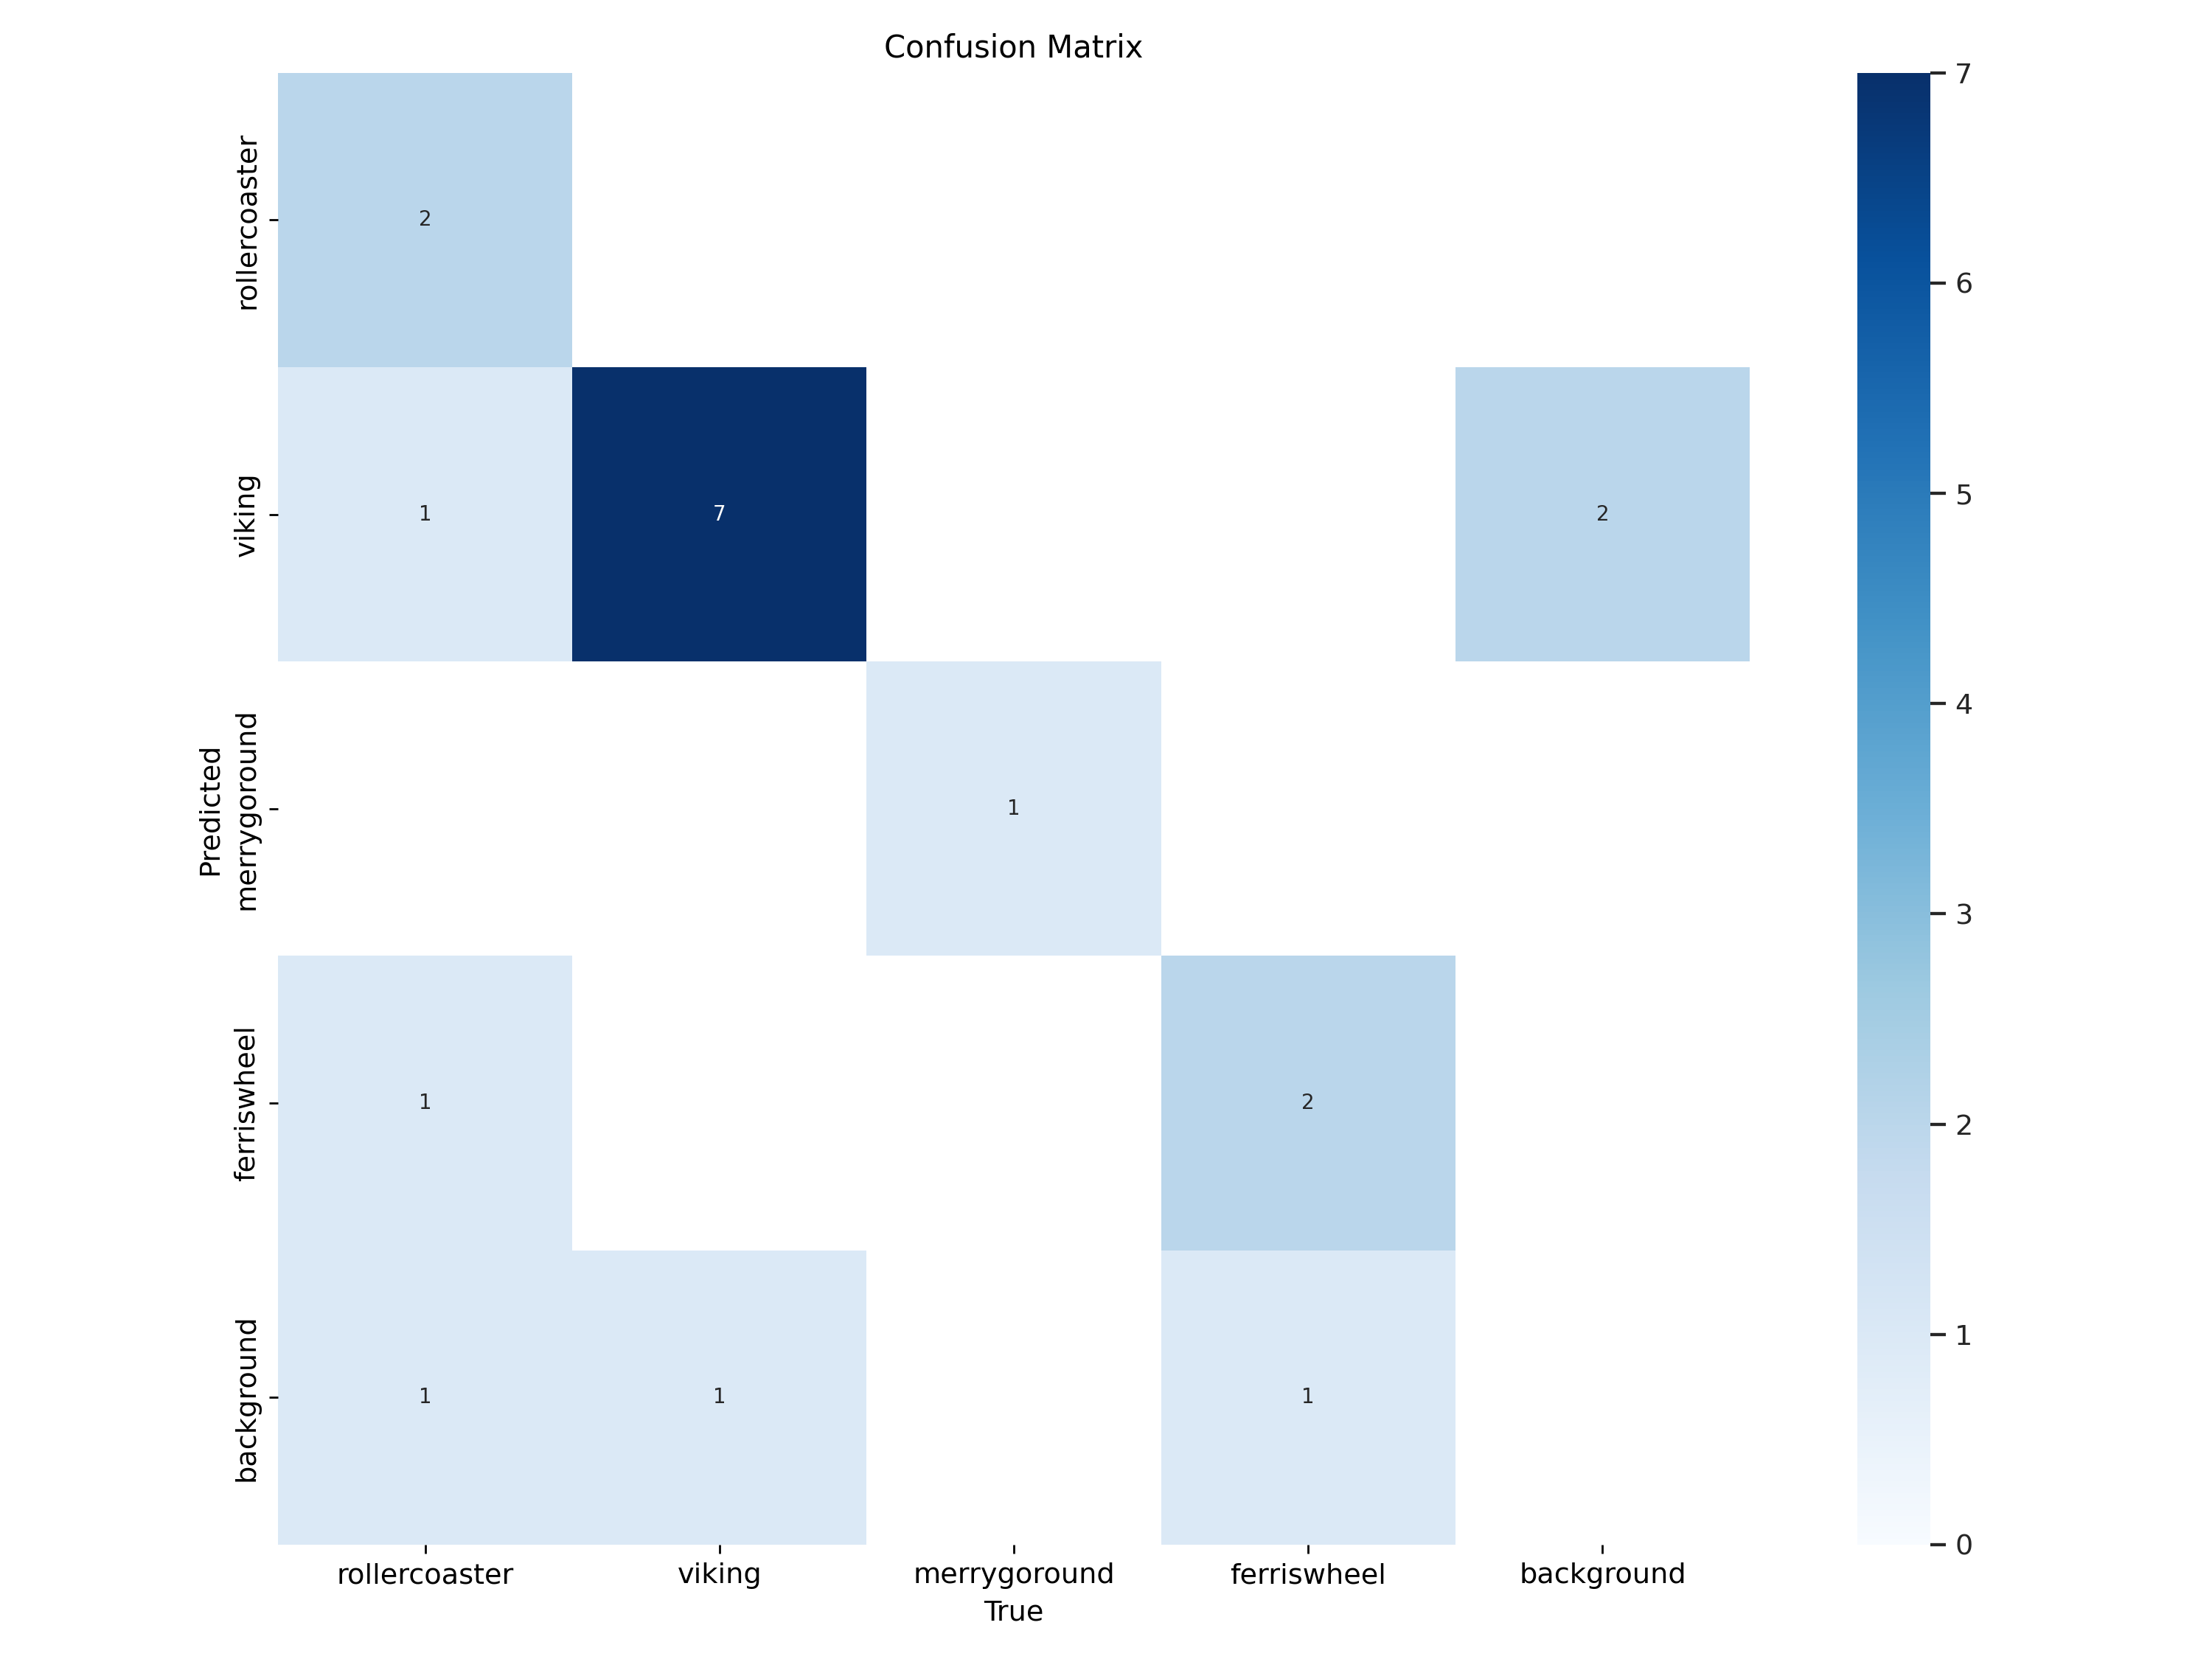 Confusion Matrix
7
rollercoaster
2
6
viking
1
7
2
5
4
Predicted
merrygoround
1
3
ferriswheel
1
2
2
background
1
1
1
1
0
rollercoaster viking merrygoround ferriswheel background
True